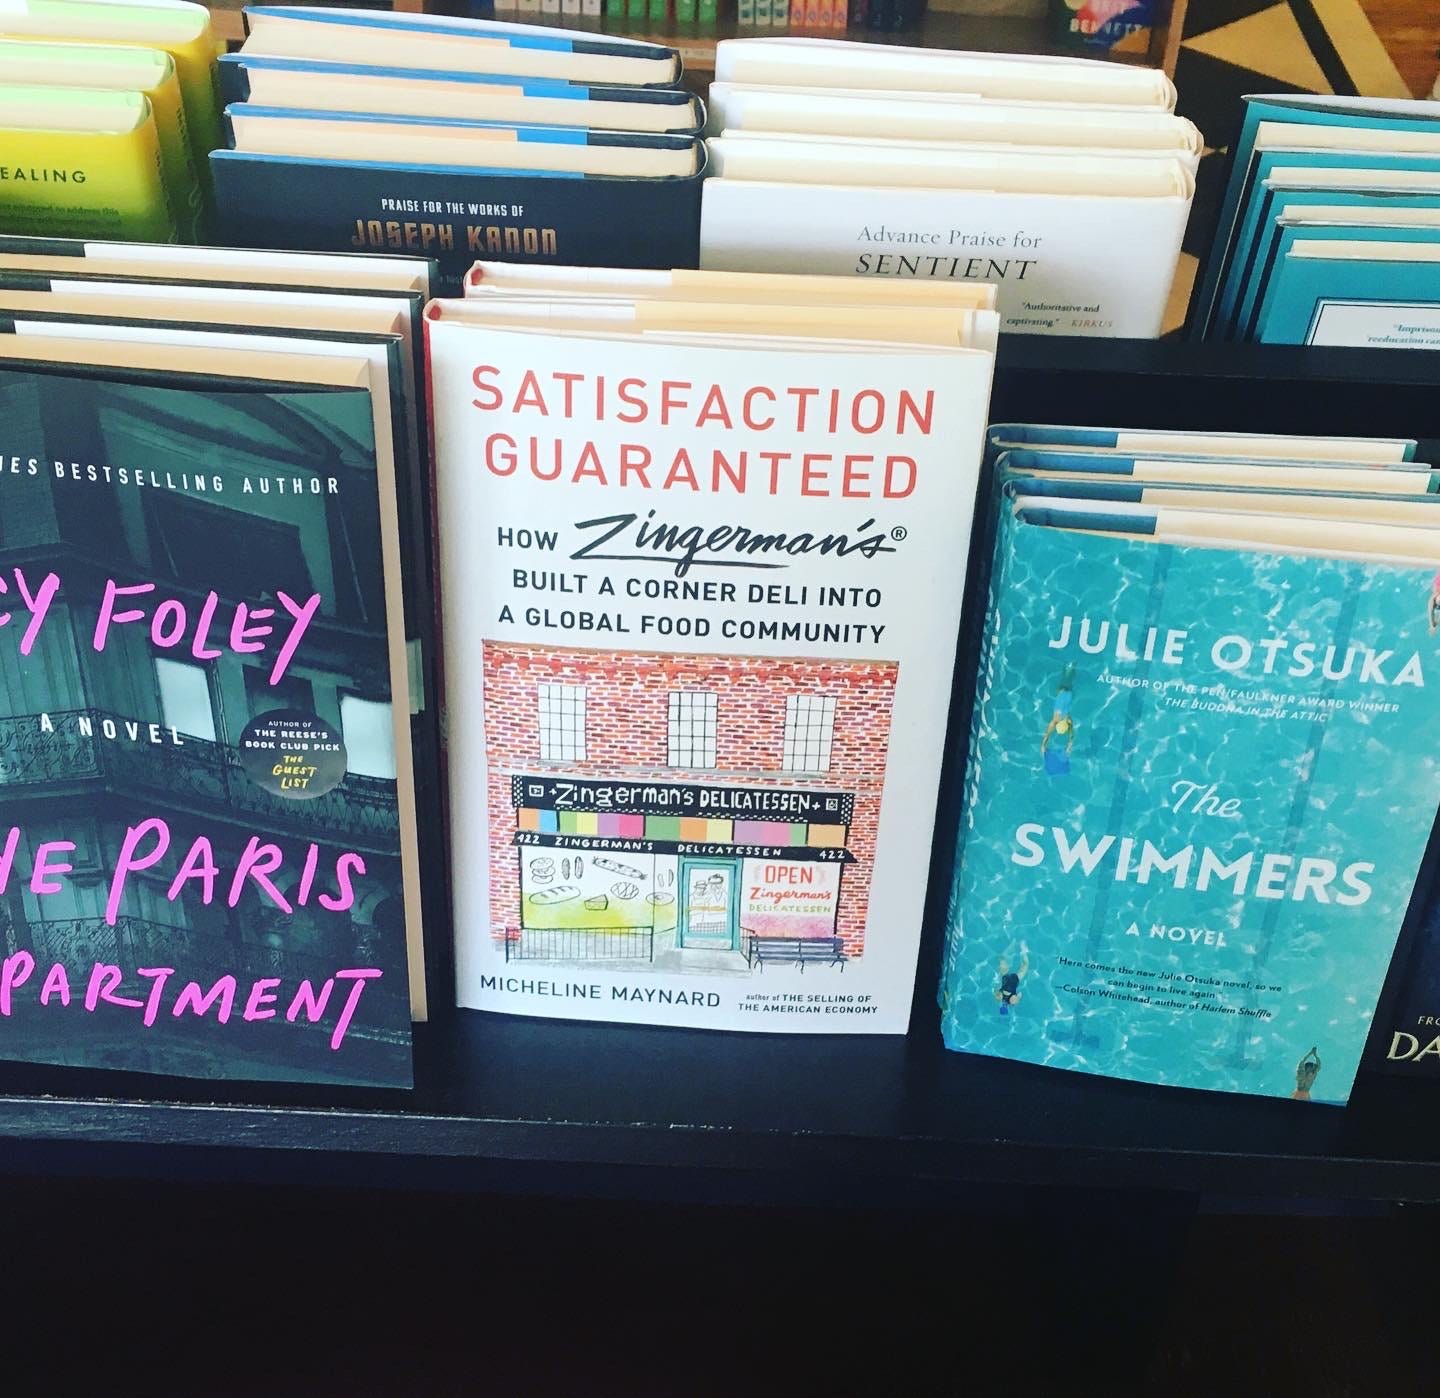 BENNETT
EALING
PRAISE FOR THE WORKS OF
JOSEPH KANON
Advance Praise for
SENTIENT
"Authoritative and
captivating." — KIRKUS
BESTSELLING AUTHOR
FOLEY
A NOVEL
AUTHOR OF
THE REESE'S
BOOK CLUB PICK
THE
GUEST
LIST
PARIS
PARTMENT
SATISFACTION
GUARANTEED
HOW Zingerman's®
BUILT A CORNER DELI INTO
A GLOBAL FOOD COMMUNITY
Zingerman's DELICATESSEN
422 ZINGERMAN'S DELICATESSEN 422
OPEN
Zingerman's
DELICATESSEN
MICHELINE MAYNARD
author of THE SELLING OF
THE AMERICAN ECONOMY
JULIE OTSUKA
AUTHOR OF THE PEN/FAULKNER AWARD WINNER
THE BUDDHA IN THE ATTIC
The
SWIMMERS
A NOVEL
"Here comes the new Julie Otsuka novel, so we
can begin to live again."
—Colson Whitehead, author of Harlem Shuffle
DA